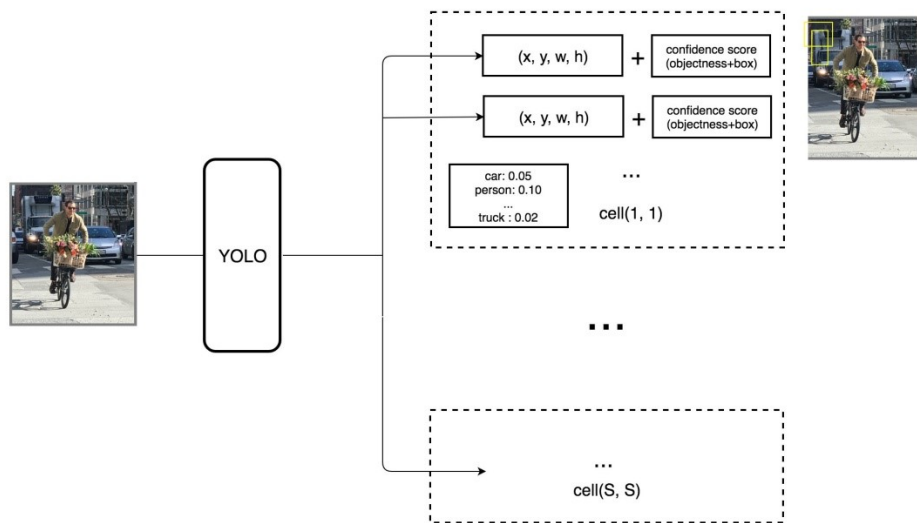 (x, y, w, h)
+
confidence score
(objectness+box)
(x, y, w, h)
+
confidence score
(objectness+box)
car: 0.05
person: 0.10
...
truck : 0.02
...
cell(1, 1)
YOLO
...
...
cell(S, S)